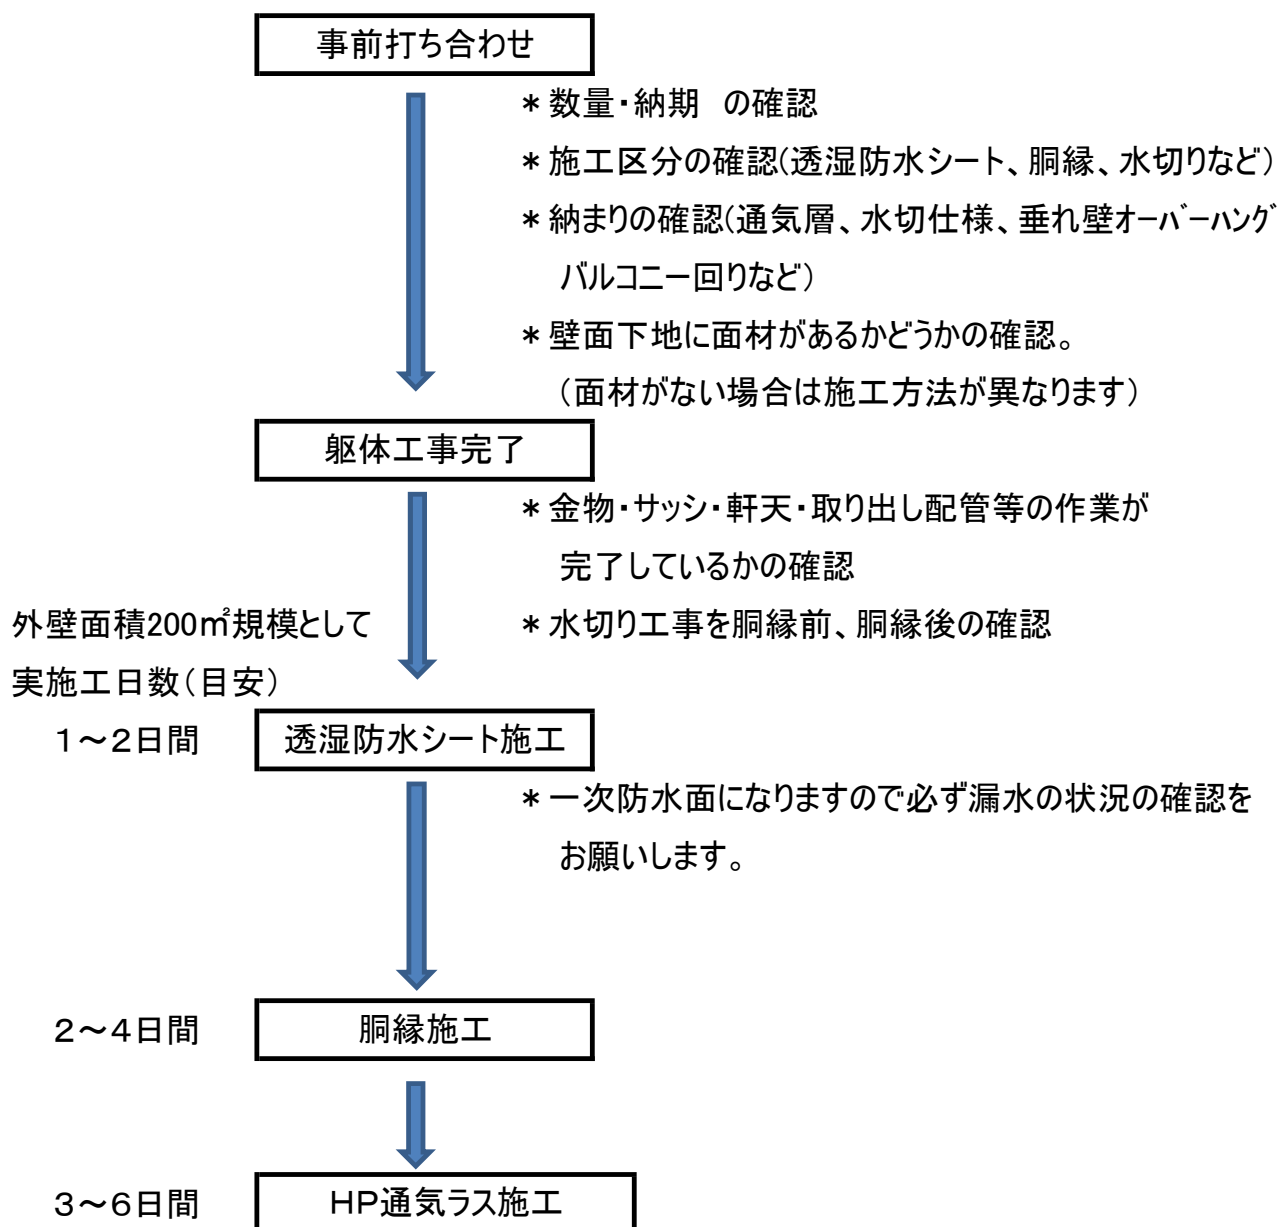 事前打ち合わせ
＊数量・納期　の確認
＊施工区分の確認(透湿防水シート、胴縁、水切りなど)
＊納まりの確認(通気層、水切仕様、垂れ壁ｵｰﾊﾞｰﾊﾝｸﾞ
バルコニー回りなど)
＊壁面下地に面材があるかどうかの確認。
（面材がない場合は施工方法が異なります）
躯体工事完了
＊金物・サッシ・軒天・取り出し配管等の作業が
完了しているかの確認
外壁面積200㎡規模として
＊水切り工事を胴縁前、胴縁後の確認
実施工日数（目安）
１～２日間
透湿防水シート施工
＊一次防水面になりますので必ず漏水の状況の確認を
お願いします。
２～４日間
胴縁施工
３～６日間
ＨＰ通気ラス施工